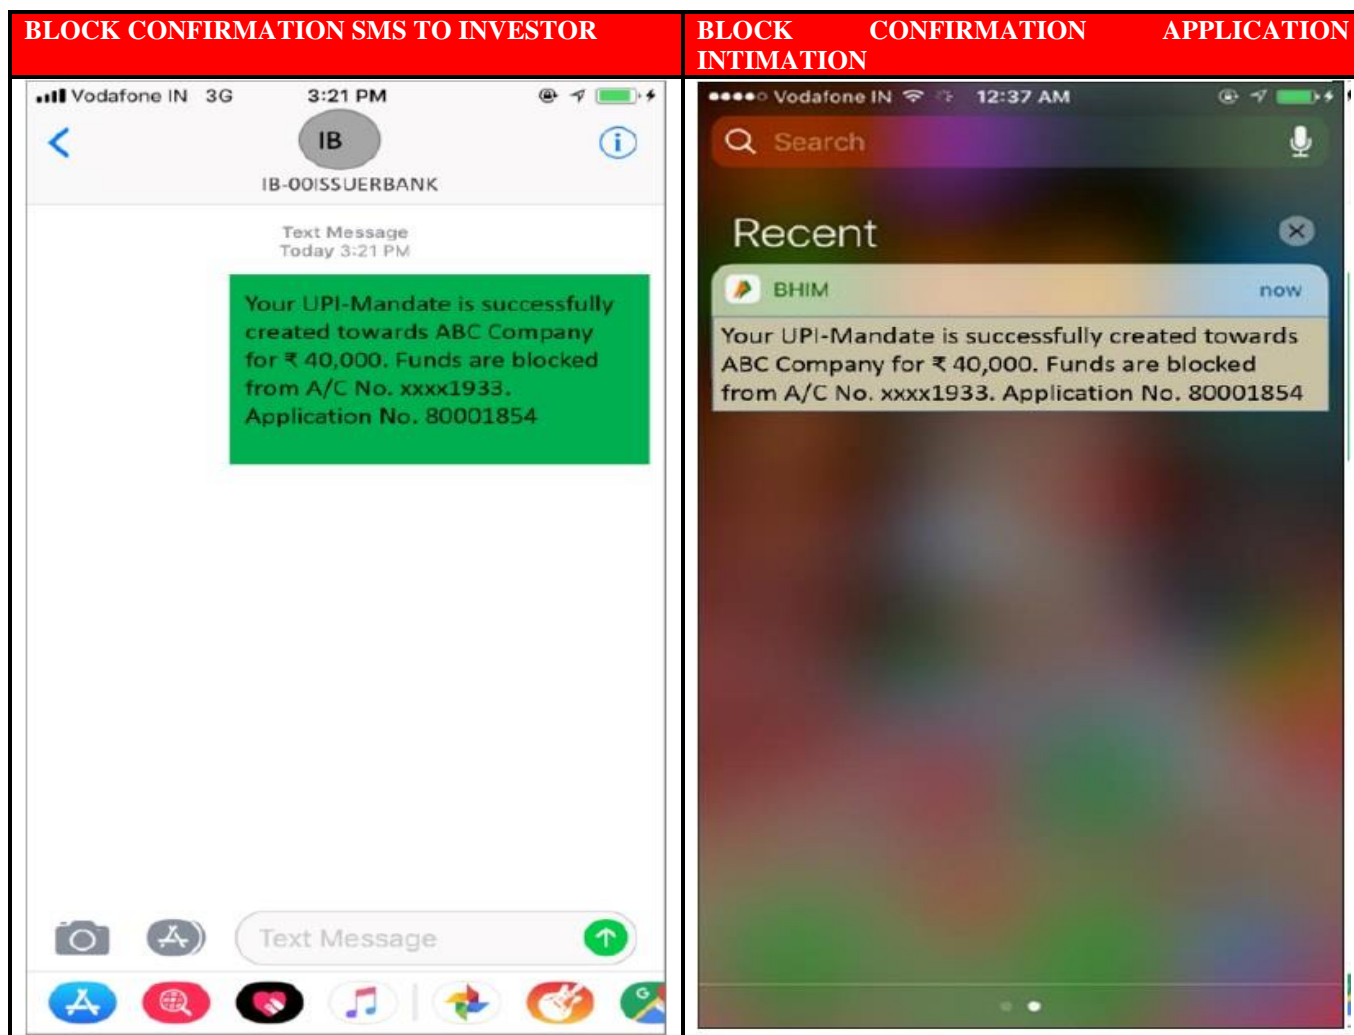 BLOCK CONFIRMATION SMS TO INVESTOR
BLOCK CONFIRMATION APPLICATION
INTIMATION
Vodafone IN 3G 3:21 PM
IB
IB-00ISSUERBANK
Text Message
Today 3:21 PM
Your UPI-Mandate is successfully
created towards ABC Company
for ₹ 40,000. Funds are blocked
from A/C No. xxxx1933.
Application No. 80001854
Text Message
Vodafone IN 12:37 AM
Search
Recent
BHIM now
Your UPI-Mandate is successfully created towards
ABC Company for ₹ 40,000. Funds are blocked
from A/C No. xxxx1933. Application No. 80001854